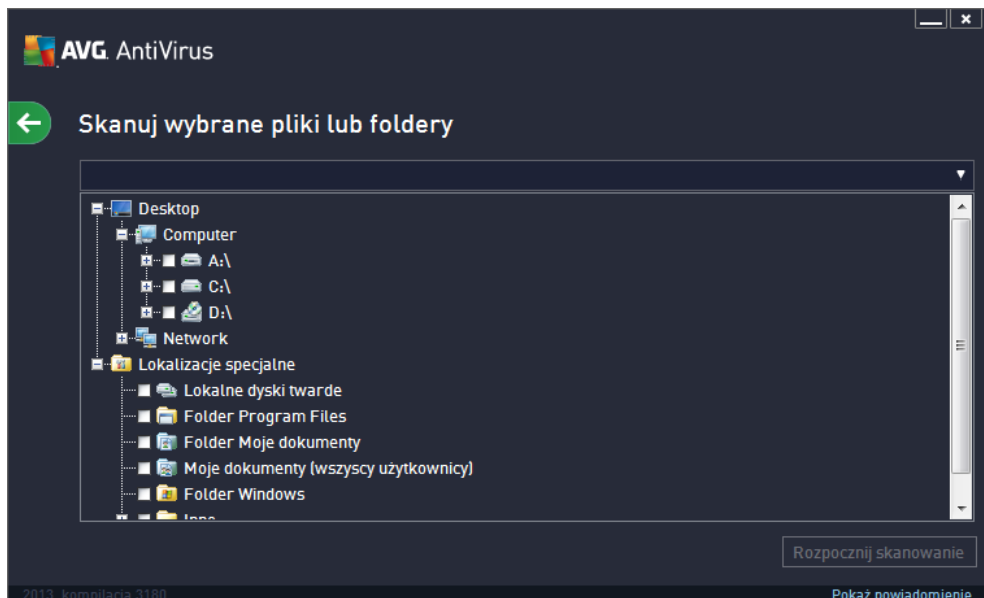 AVG. AntiVirus
Skanuj wybrane pliki lub foldery
Desktop
Computer
A:\
C:\
D:\
Network
Lokalizacje specjalne
Lokalne dyski twarde
Folder Program Files
Folder Moje dokumenty
Moje dokumenty (wszyscy użytkownicy)
Folder Windows
Inne
Rozpocznij skanowanie
2013 kompilacja 3180
Pokaż powiadomienie